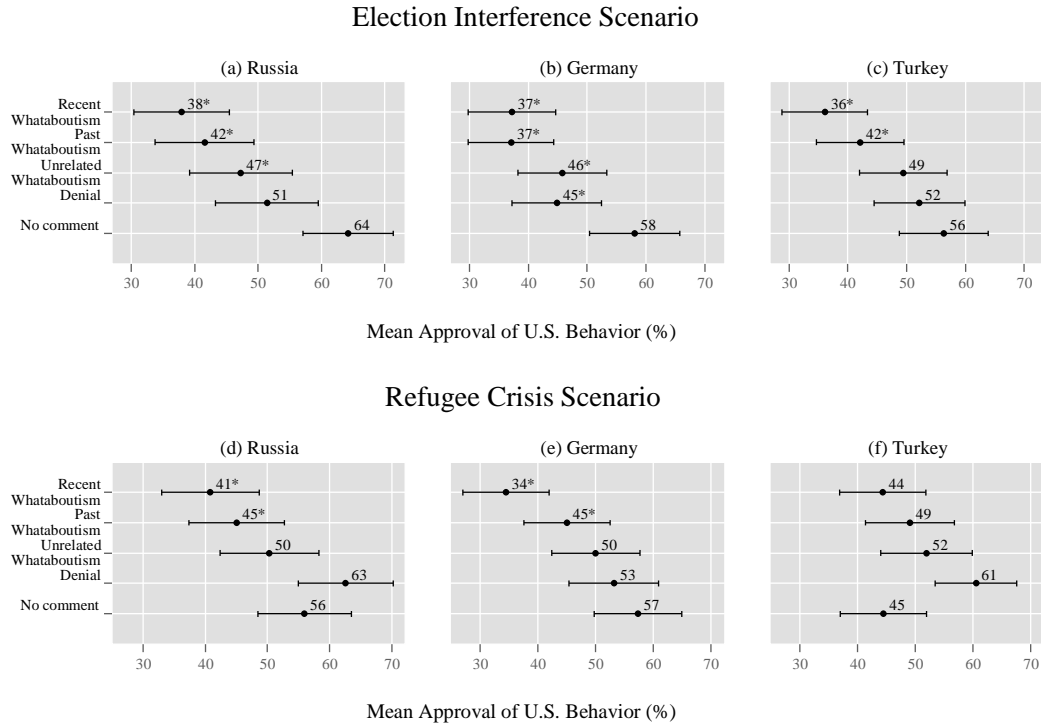 Election Interference Scenario
(a) Russia
(b) Germany
(c) Turkey
Recent
Whataboutism
Past
Whataboutism
Unrelated
Whataboutism
Denial
No comment
38*
42*
47*
51
64
37*
37*
46*
45*
58
36*
42*
49
52
56
30 40 50 60 70
30 40 50 60 70
30 40 50 60 70
Mean Approval of U.S. Behavior (%)
Refugee Crisis Scenario
(d) Russia
(e) Germany
(f) Turkey
Recent
Whataboutism
Past
Whataboutism
Unrelated
Whataboutism
Denial
No comment
41*
45*
50
63
56
34*
45*
50
53
57
44
49
52
61
45
30 40 50 60 70
30 40 50 60 70
30 40 50 60 70
Mean Approval of U.S. Behavior (%)